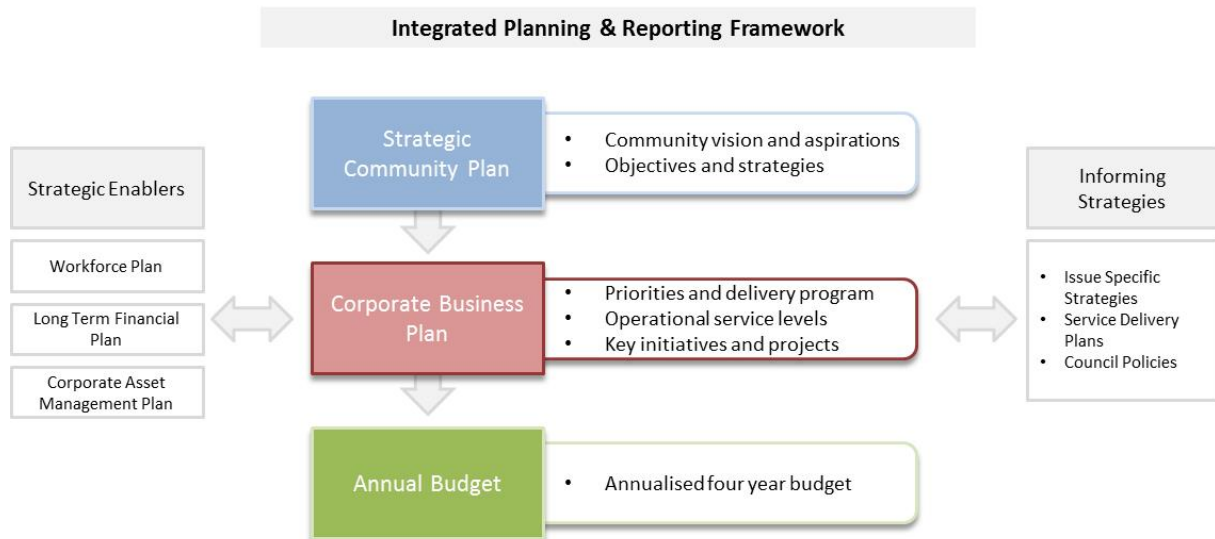 Integrated Planning & Reporting Framework
Strategic
Community Plan
• Community vision and aspirations
• Objectives and strategies
Strategic Enablers
Workforce Plan
Long Term Financial
Plan
Corporate Asset
Management Plan
Corporate Business
Plan
• Priorities and delivery program
• Operational service levels
• Key initiatives and projects
Informing
Strategies
• Issue Specific
Strategies
• Service Delivery
Plans
• Council Policies
Annual Budget
• Annualised four year budget